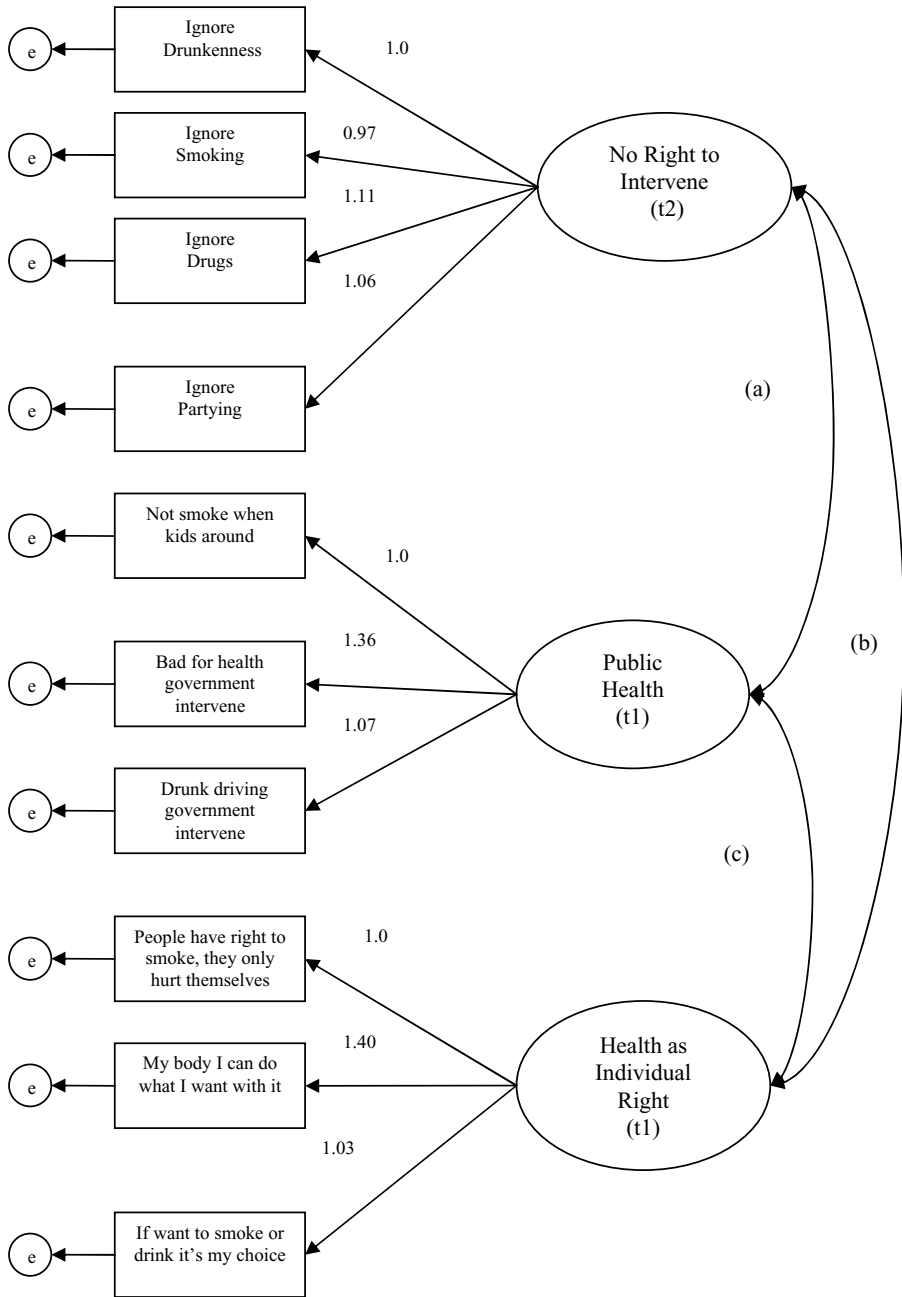 e
Ignore
Drunkenness
1.0
e
Ignore
Smoking
0.97
No Right to
Intervene
(t2)
1.11
e
Ignore
Drugs
1.06
e
Ignore
Partying
(a)
e
Not smoke when
kids around
1.0
(b)
e
Bad for health
government
intervene
1.36
Public
Health
(t1)
1.07
e
Drunk driving
government
intervene
(c)
e
People have right to
smoke, they only
hurt themselves
1.0
e
My body I can do
what I want with it
1.40
Health as
Individual
Right
(t1)
1.03
e
If want to smoke or
drink it’s my choice